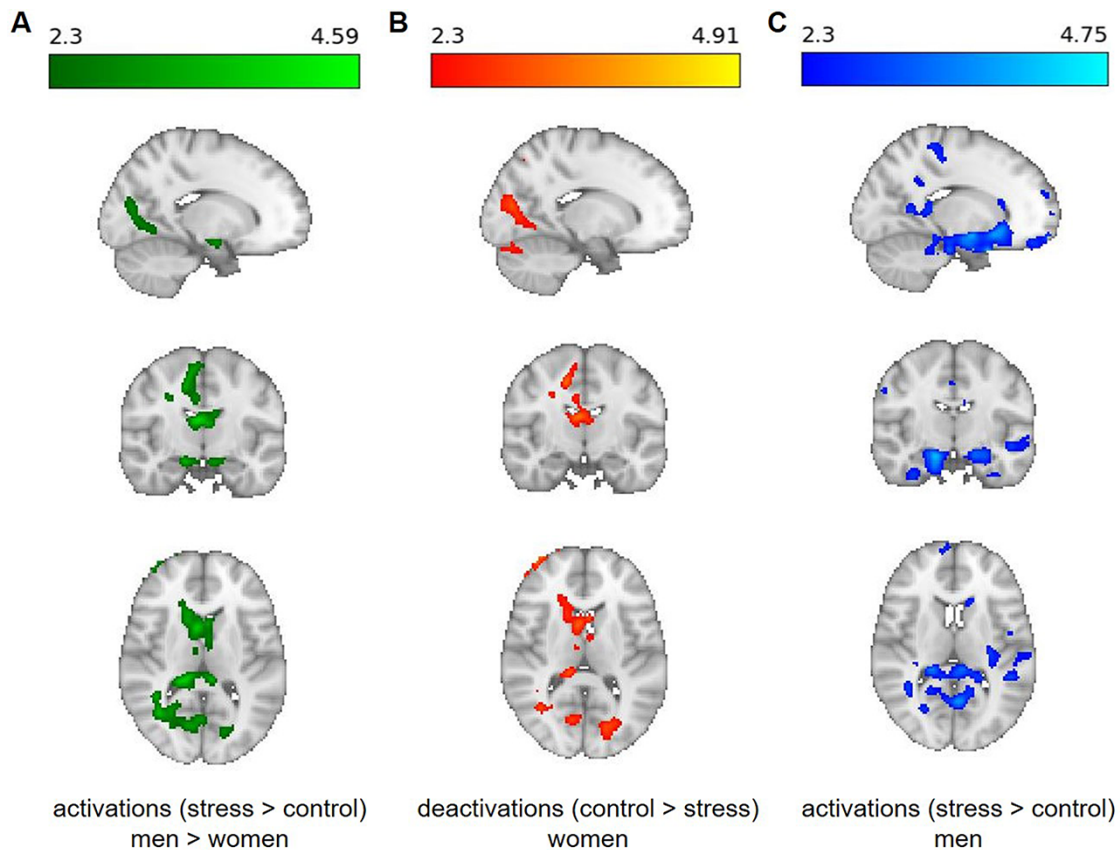 A
B
C
2.3 4.59
2.3 4.91
2.3 4.75
activations (stress > control)
men > women
deactivations (control > stress)
women
activations (stress > control)
men